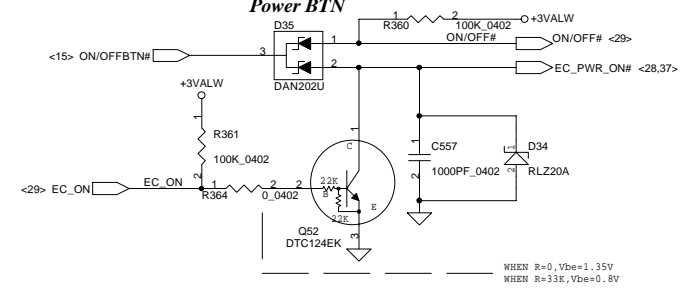 Power BTN
D35
1
R360
2
100K_0402
+3VALW
<15> ON/OFFBTN#
3
1
ON/OFF#
ON/OFF# <29>
2
EC_PWR_ON# <28,37>
DAN202U
+3VALW
1
R361
100K_0402
2
1
C
1
C557
1000PF_0402
2
1
D34
RLZ20A
2
<29> EC_ON
EC_ON
1
R364
2
0_0402
2
22K
B
22K
E
3
Q52
DTC124EK
WHEN R=0,Vbe=1.35V
WHEN R=33K,Vbe=0.8V